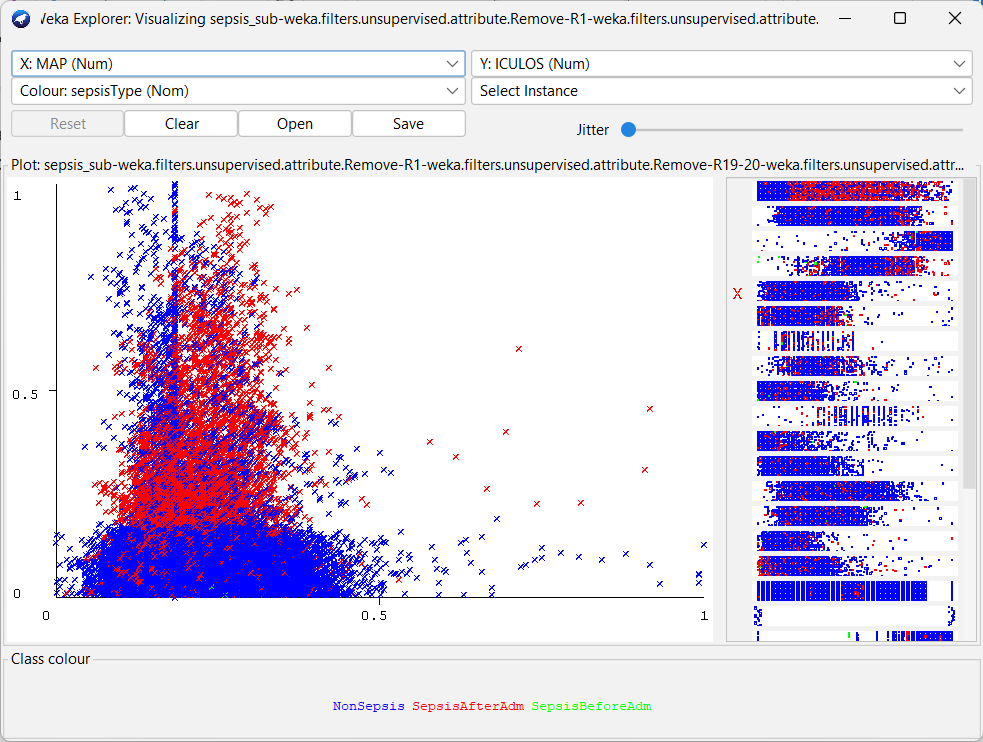 Weka Explorer: Visualizing sepsis_sub-weka.filters.unsupervised.attribute.Remove-R1-weka.filters.unsupervised.attribute.
X: MAP (Num)
Y: ICULOS (Num)
Colour: sepsisType (Nom)
Select Instance
Reset
Clear
Open
Save
Jitter
Plot: sepsis_sub-weka.filters.unsupervised.attribute.Remove-R1-weka.filters.unsupervised.attribute.Remove-R19-20-weka.filters.unsupervised.attr...
1
0.5
0
0
0.5
1
X
Class colour
NonSepsis SepsisAfterAdm SepsisBeforeAdm